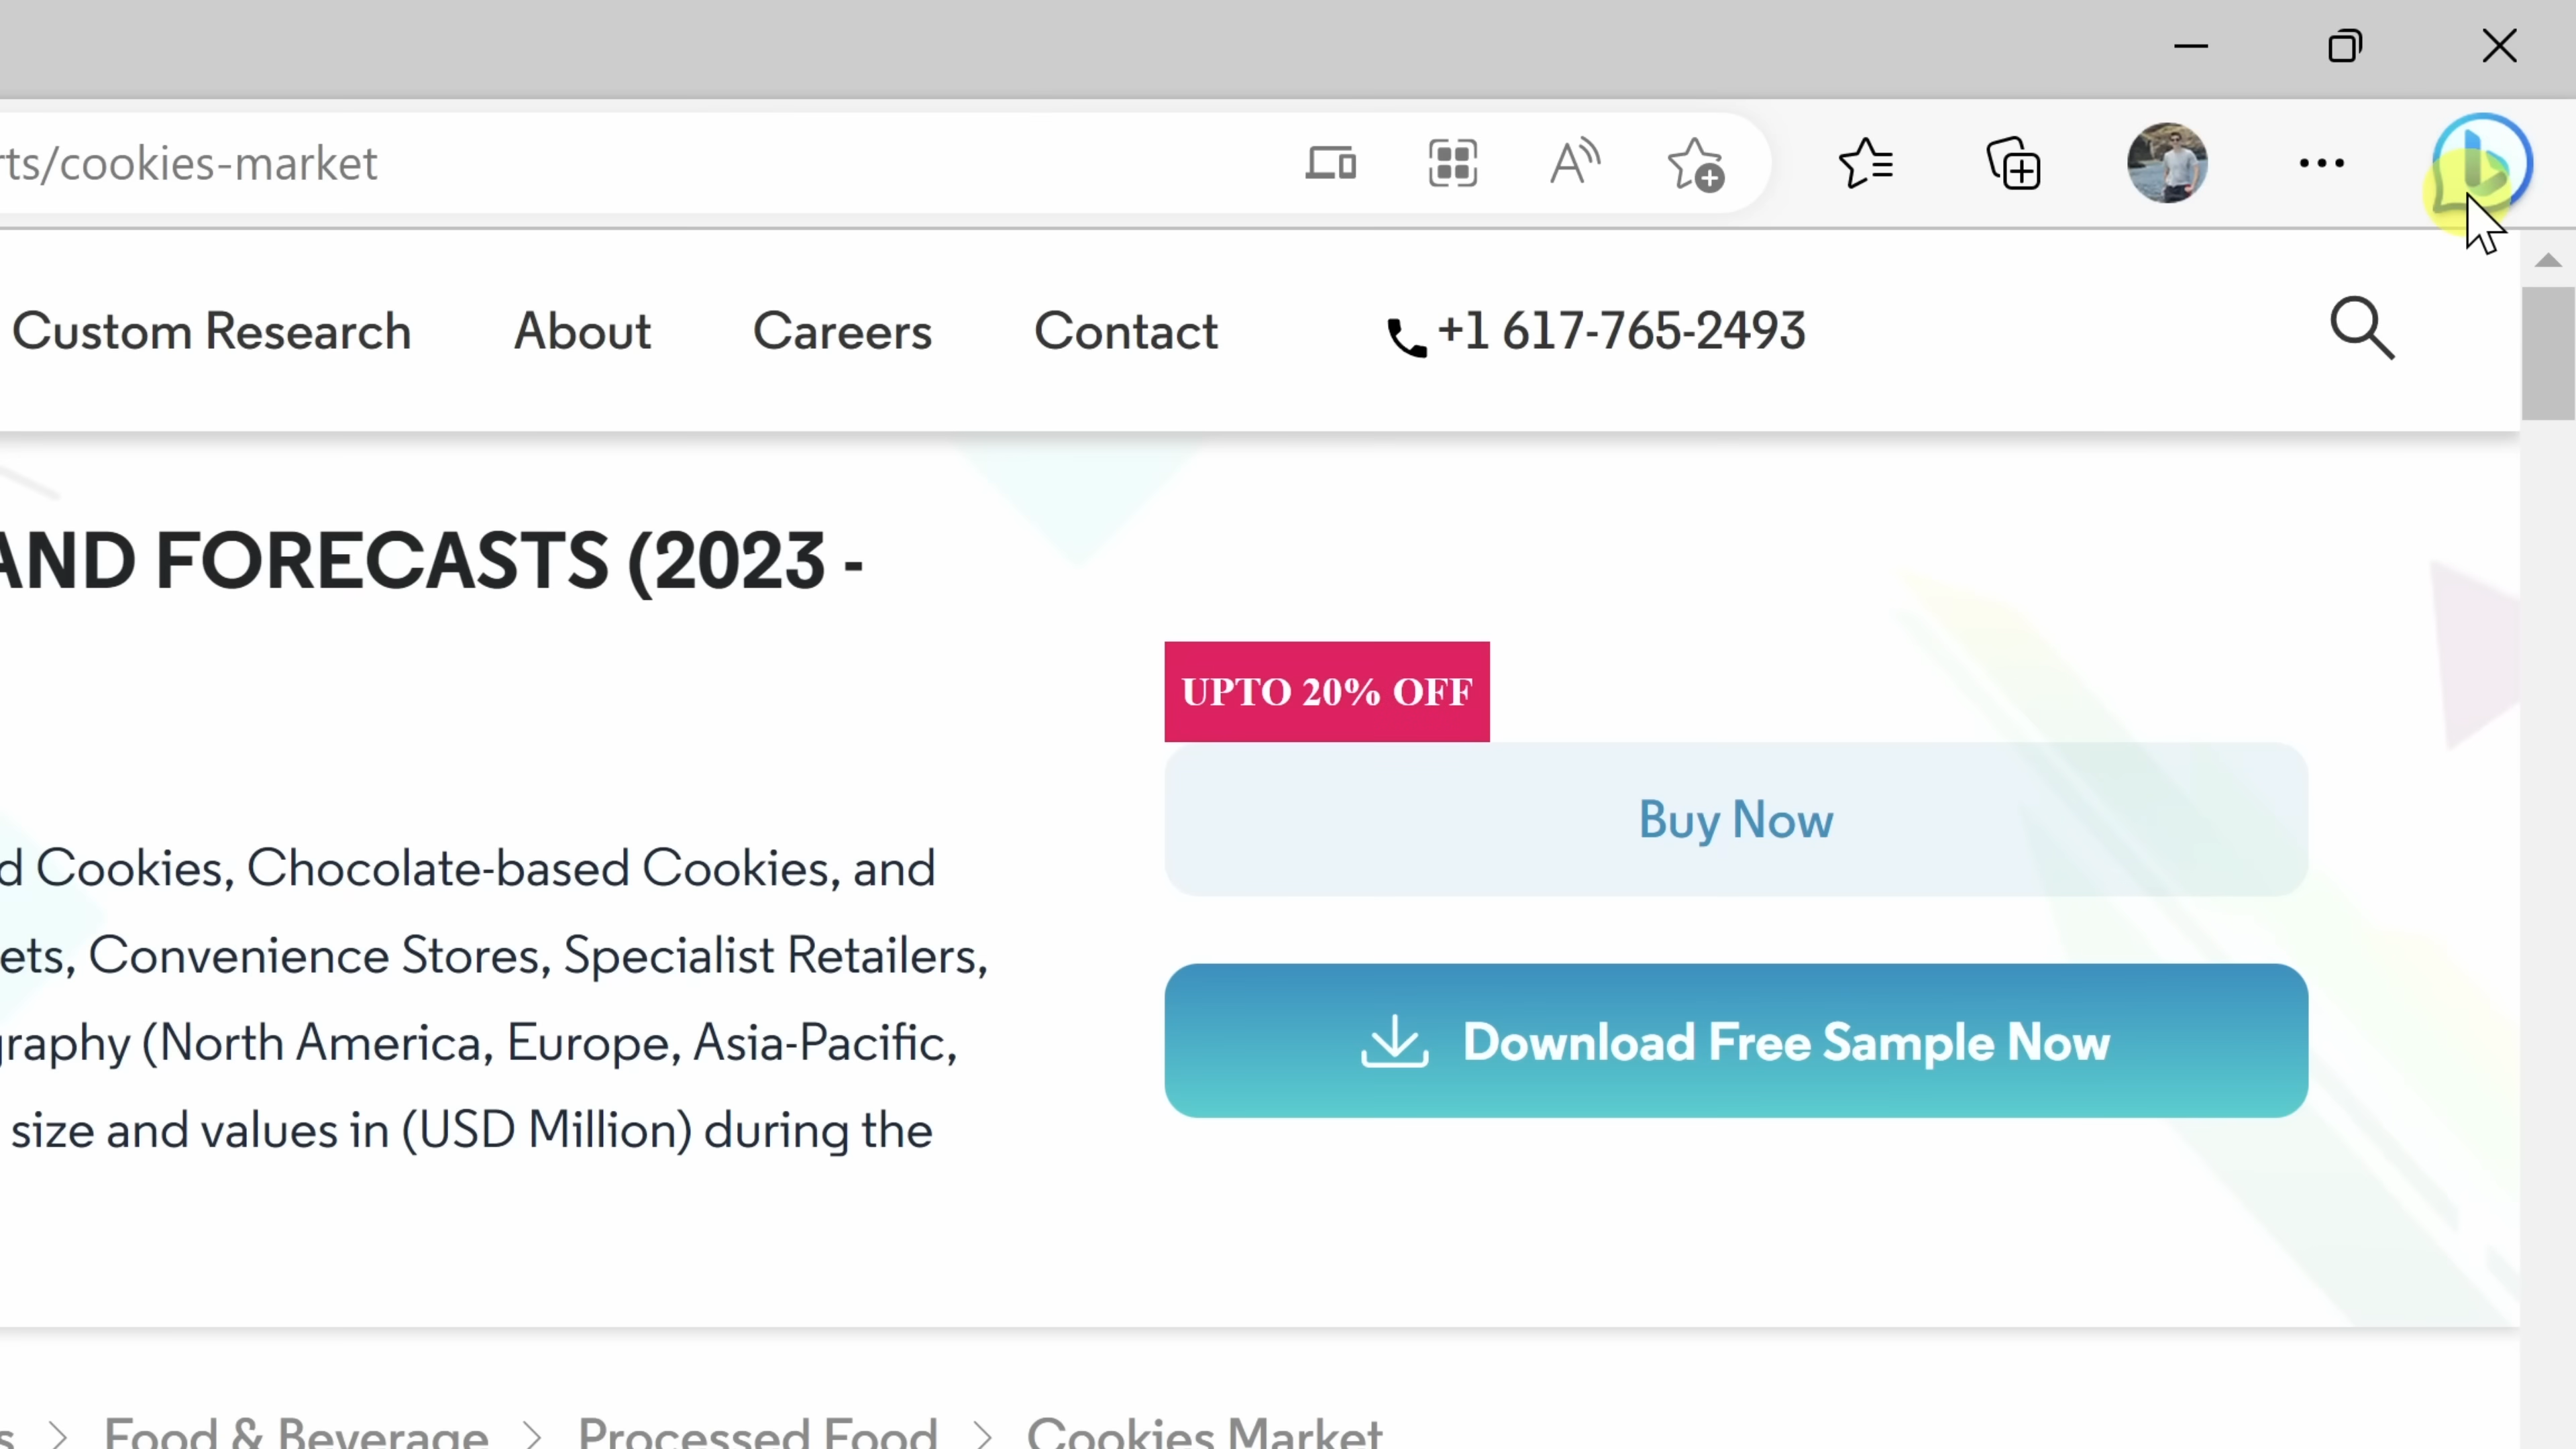 rts/cookies-market
Custom Research About Careers Contact +1 617-765-2493
AND FORECASTS (2023 -
UPTO 20% OFF
Buy Now
d Cookies, Chocolate-based Cookies, and
ets, Convenience Stores, Specialist Retailers,
graphy (North America, Europe, Asia-Pacific,
size and values in (USD Million) during the
Download Free Sample Now
s > Food & Beverage > Processed Food > Cookies Market